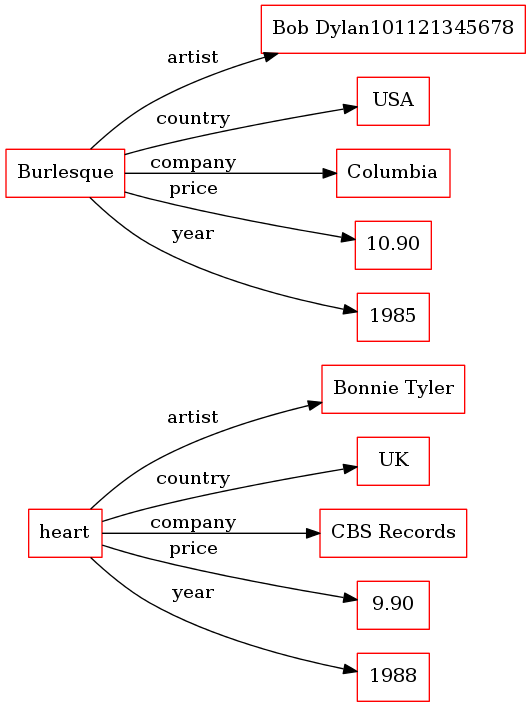 Bob Dylan101121345678
artist
country
USA
company
Burlesque
Columbia
price
year
10.90
1985
Bonnie Tyler
artist
country
UK
company
heart
CBS Records
price
year
9.90
1988